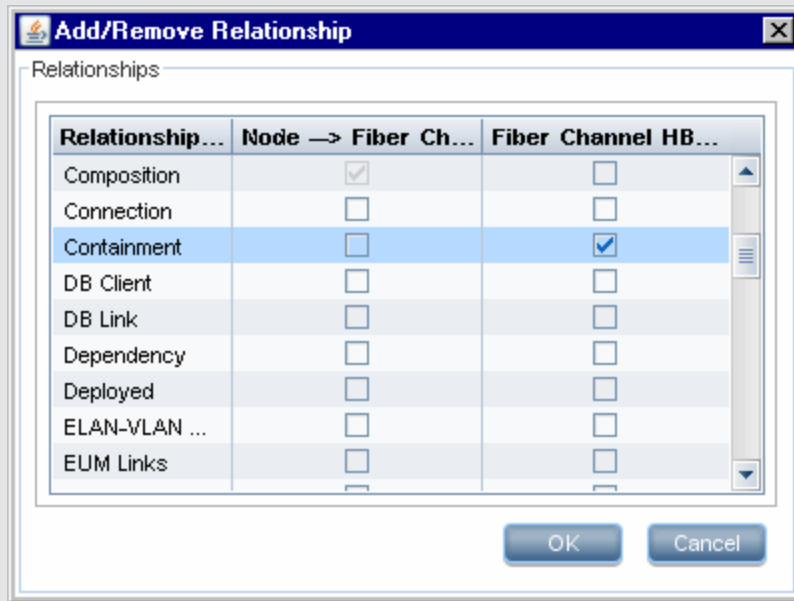 Add/Remove Relationship
Relationships
Relationship... Node —> Fiber Ch... Fiber Channel HB...
Composition
Connection
Containment
DB Client
DB Link
Dependency
Deployed
ELAN-VLAN ...
EUM Links
OK Cancel